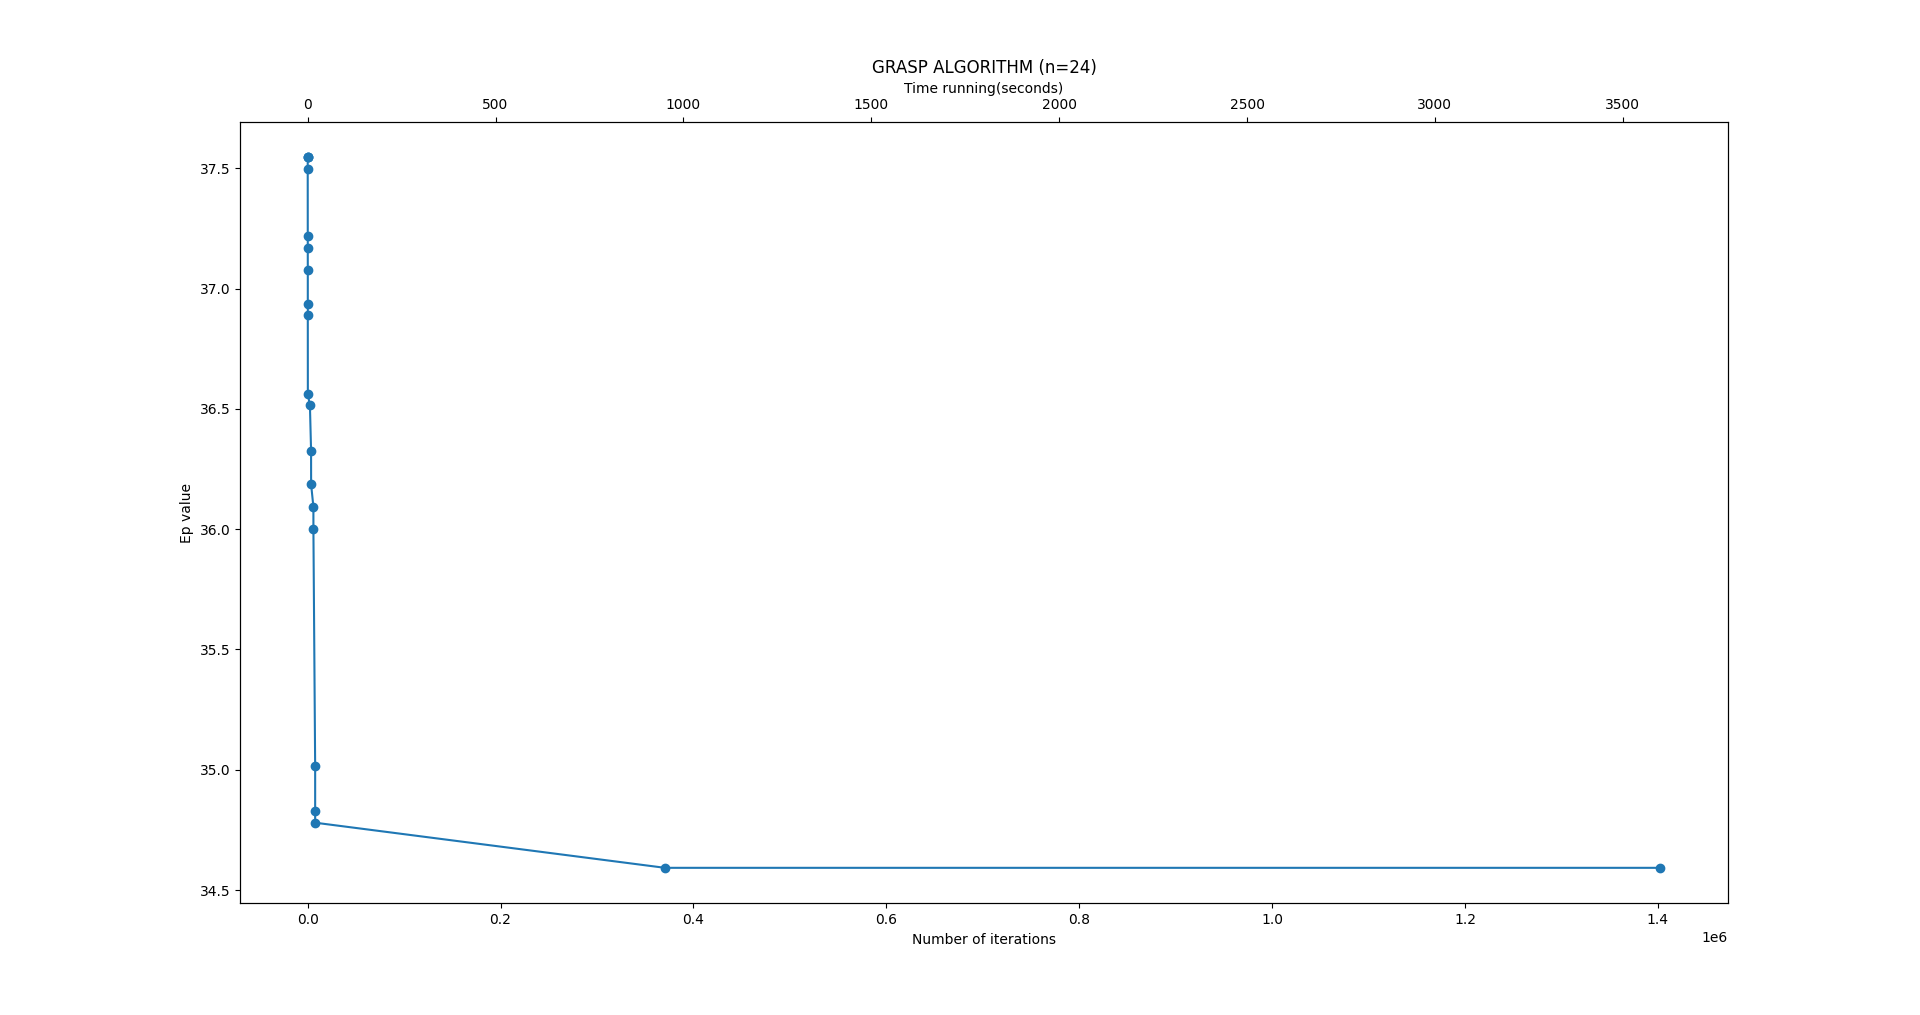 GRASP ALGORITHM (n=24)
Time running(seconds)
0 500 1000 1500 2000 2500 3000 3500
37.5
37.0
36.5
36.0
35.5
35.0
34.5
Ep value
0.0 0.2 0.4 0.6 0.8 1.0 1.2 1.4
1e6
Number of iterations